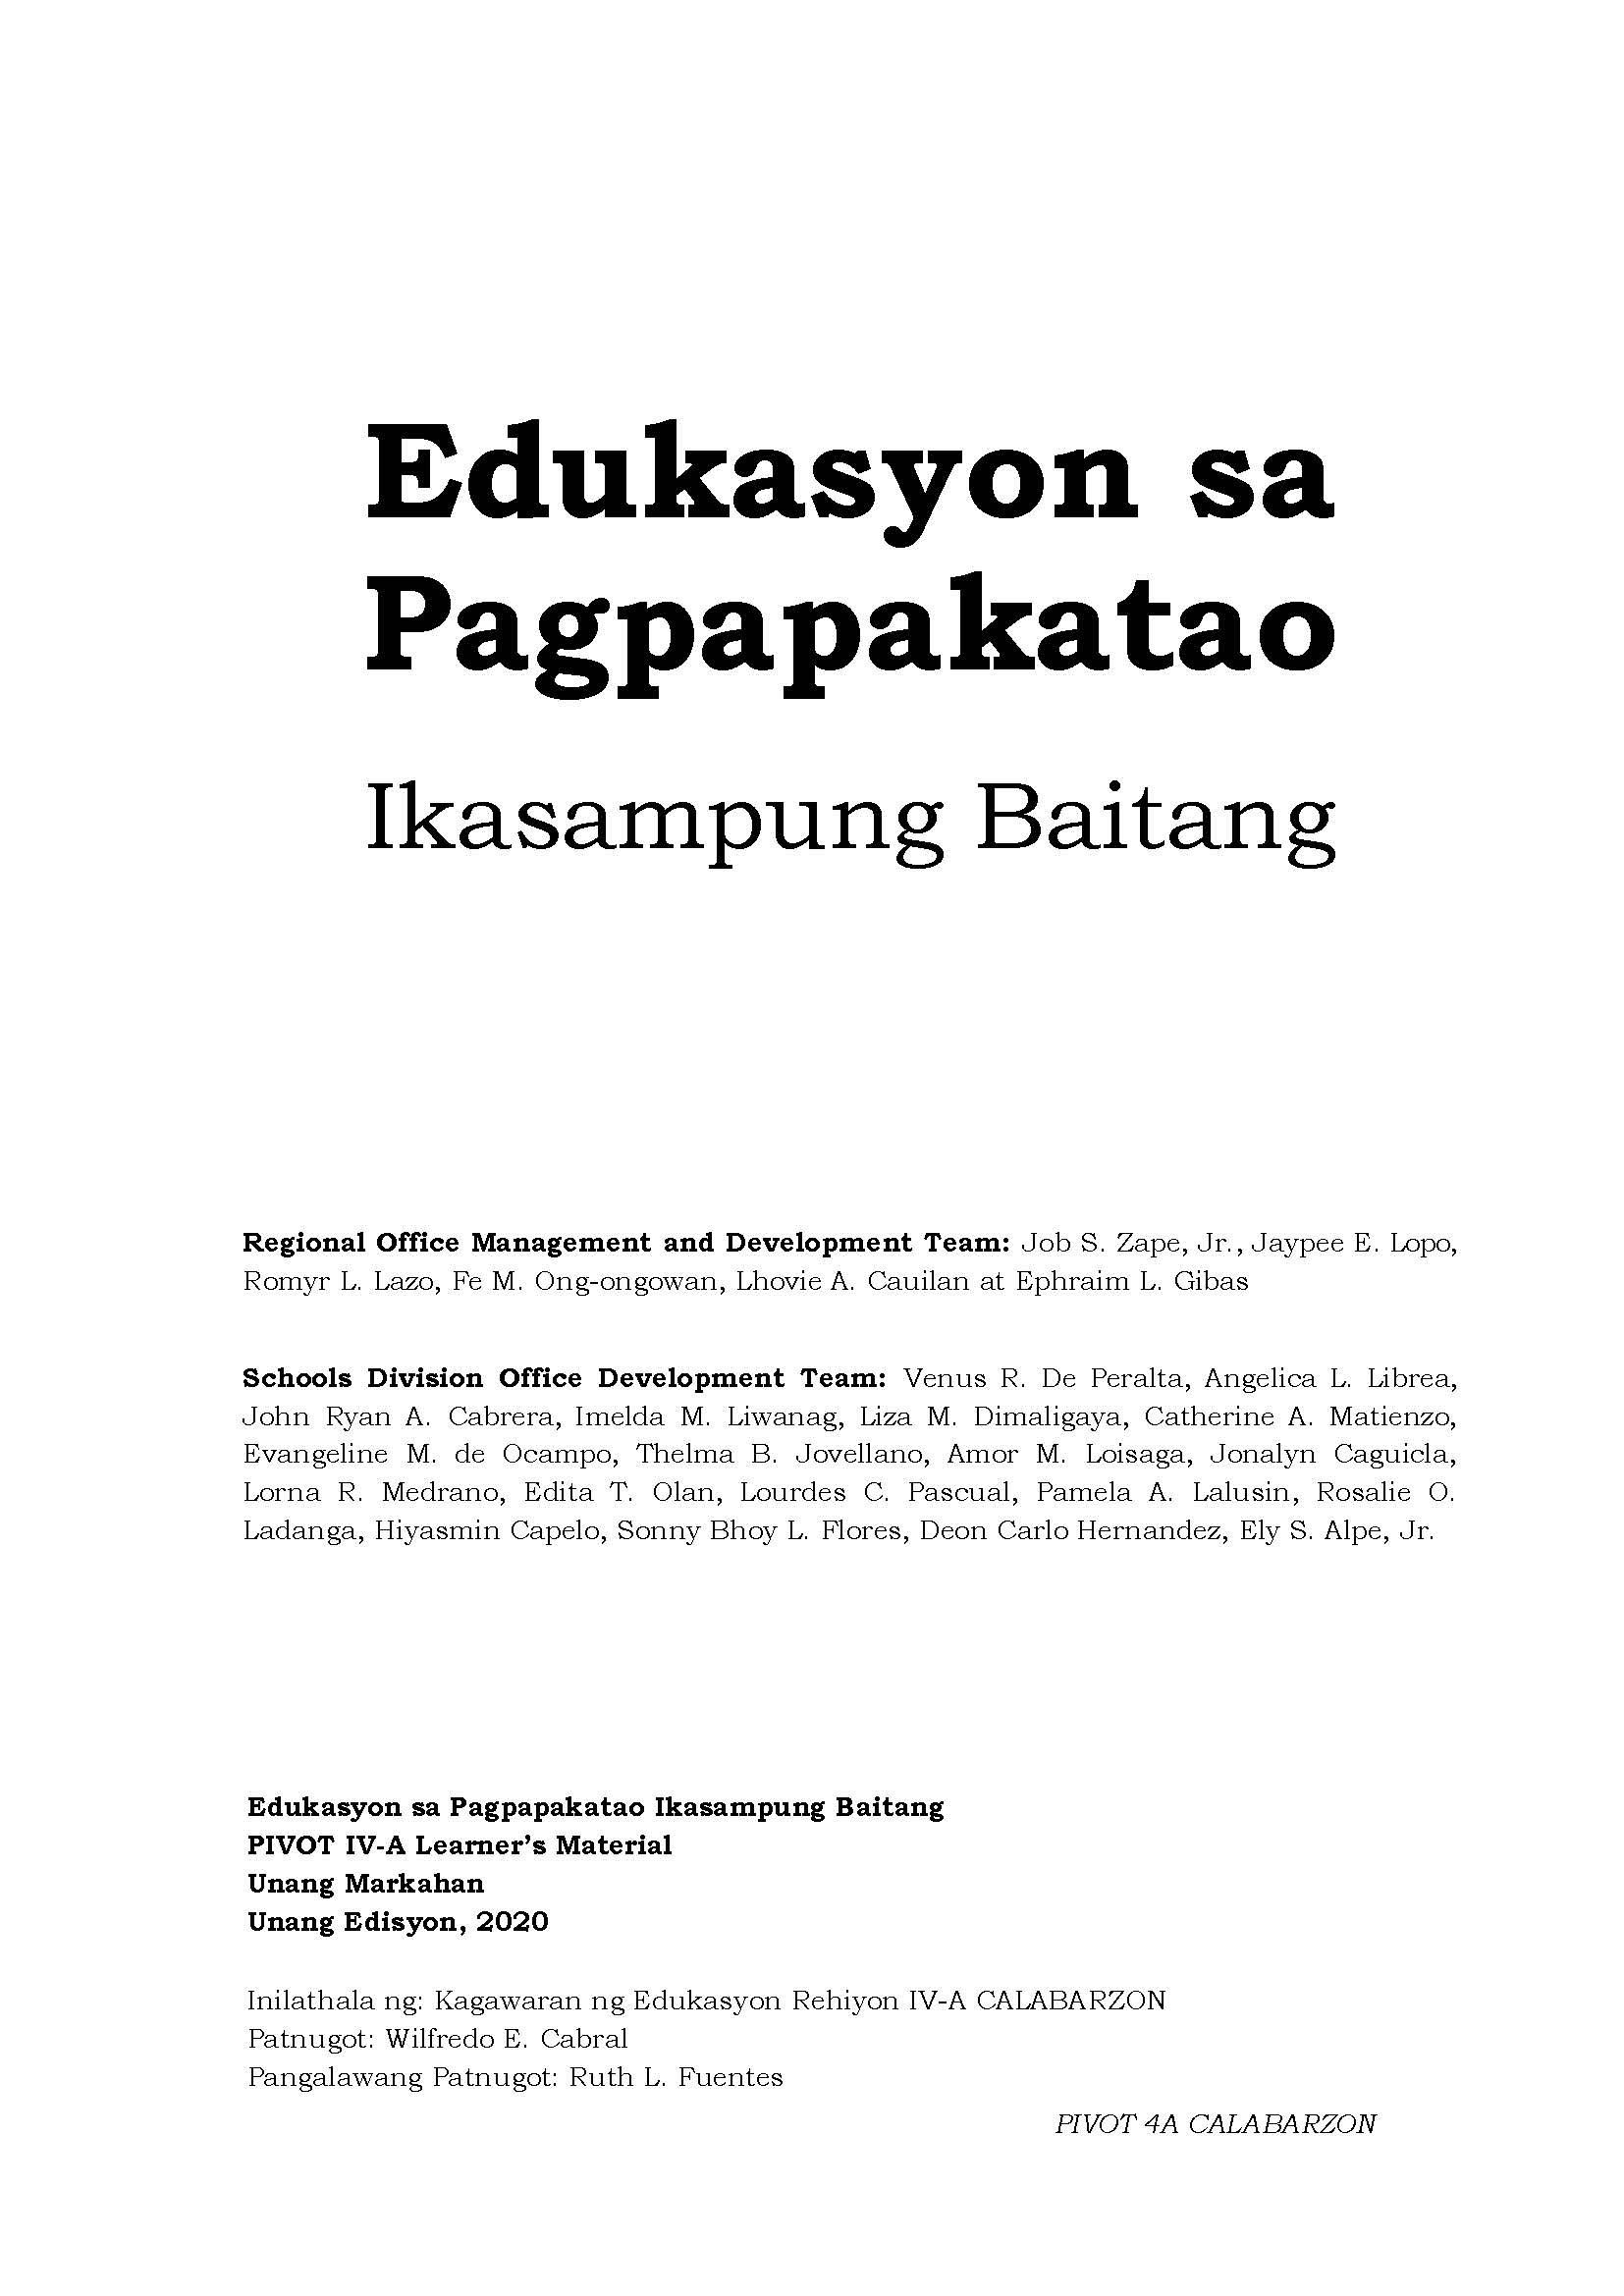 Edukasyon sa
Pagpapakatao
Ikasampung Baitang
Regional Office Management and Development Team: Job S. Zape, Jr., Jaypee E. Lopo,
Romyr L. Lazo, Fe M. Ong-ongowan, Lhovie A. Cauilan at Ephraim L. Gibas
Schools Division Office Development Team: Venus R. De Peralta, Angelica L. Librea,
John Ryan A. Cabrera, Imelda M. Liwanag, Liza M. Dimaligaya, Catherine A. Matienzo,
Evangeline M. de Ocampo, Thelma B. Jovellano, Amor M. Loisaga, Jonalyn Caguicla,
Lorna R. Medrano, Edita T. Olan, Lourdes C. Pascual, Pamela A. Lalusin, Rosalie O.
Ladanga, Hiyasmin Capelo, Sonny Bhoy L. Flores, Deon Carlo Hernandez, Ely S. Alpe, Jr.
Edukasyon sa Pagpapakatao Ikasampung Baitang
PIVOT IV-A Learner’s Material
Unang Markahan
Unang Edisyon, 2020
Inilathala ng: Kagawaran ng Edukasyon Rehiyon IV-A CALABARZON
Patnugot: Wilfredo E. Cabral
Pangalawang Patnugot: Ruth L. Fuentes
PIVOT 4A CALABARZON